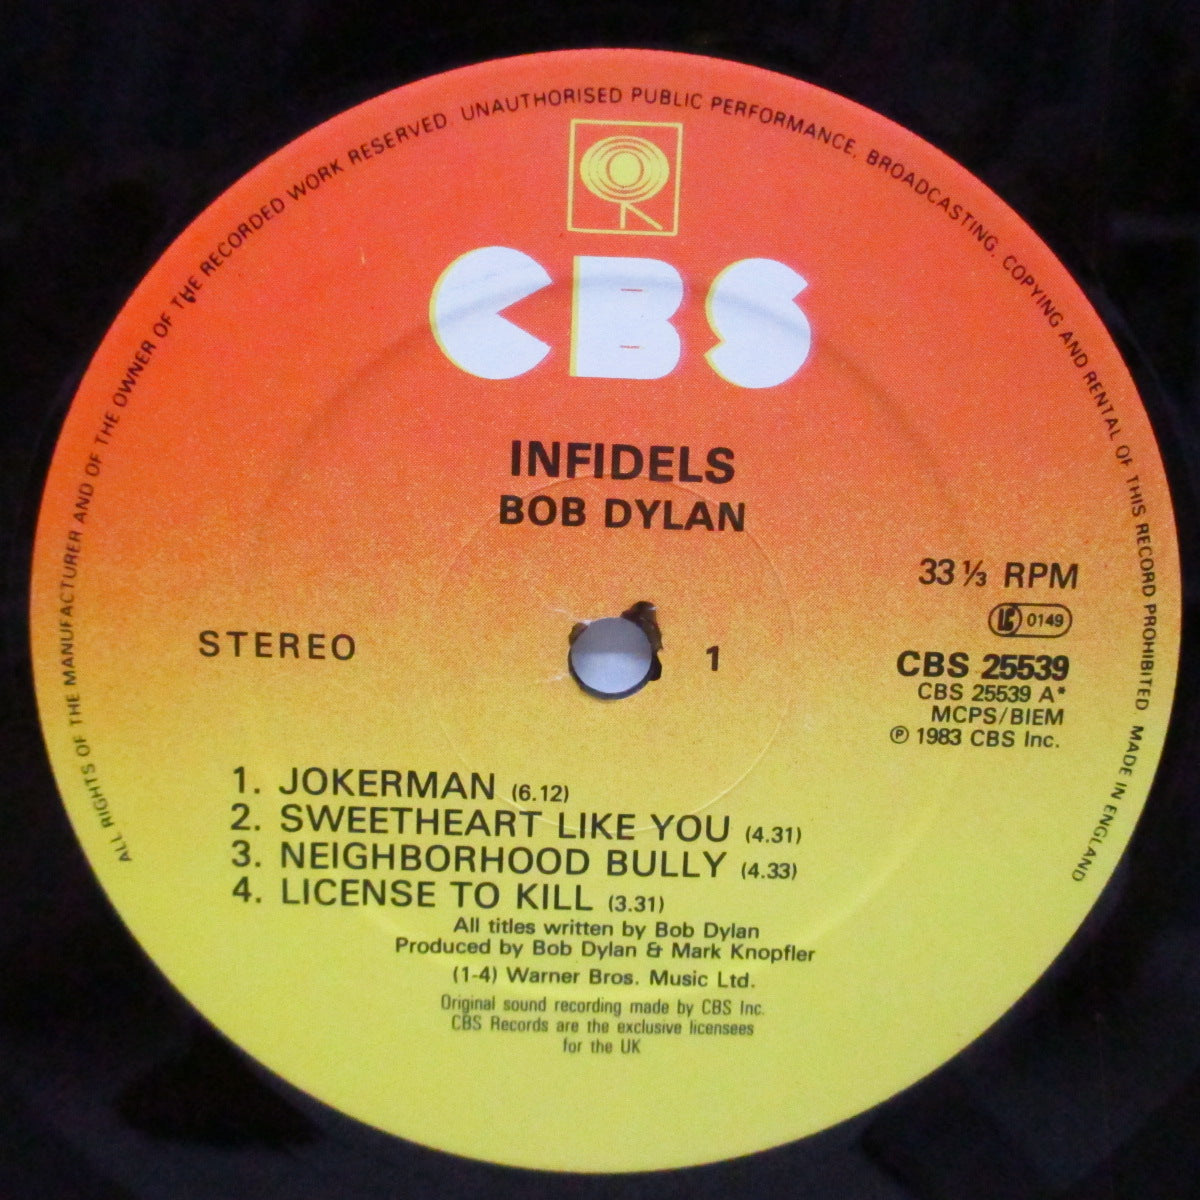 ALL RIGHTS OF THE MANUFACTURER AND OF THE OWNER OF THE RECORDED WORK RESERVED. UNAUTHORISED PUBLIC PERFORMANCE, BROADCASTING, COPYING AND RENTAL OF THIS RECORD PROHIBITED MADE IN ENGLAND
CBS
INFIDELS
BOB DYLAN
33 ⅓ RPM
LC 0149
STEREO
1
CBS 25539
CBS 25539 A*
MCPS/BIEM
℗ 1983 CBS Inc.
1. JOKERMAN (6.12)
2. SWEETHEART LIKE YOU (4.31)
3. NEIGHBORHOOD BULLY (4.33)
4. LICENSE TO KILL (3.31)
All titles written by Bob Dylan
Produced by Bob Dylan & Mark Knopfler
(1-4) Warner Bros. Music Ltd.
Original sound recording made by CBS Inc.
CBS Records are the exclusive licensees
for the UK